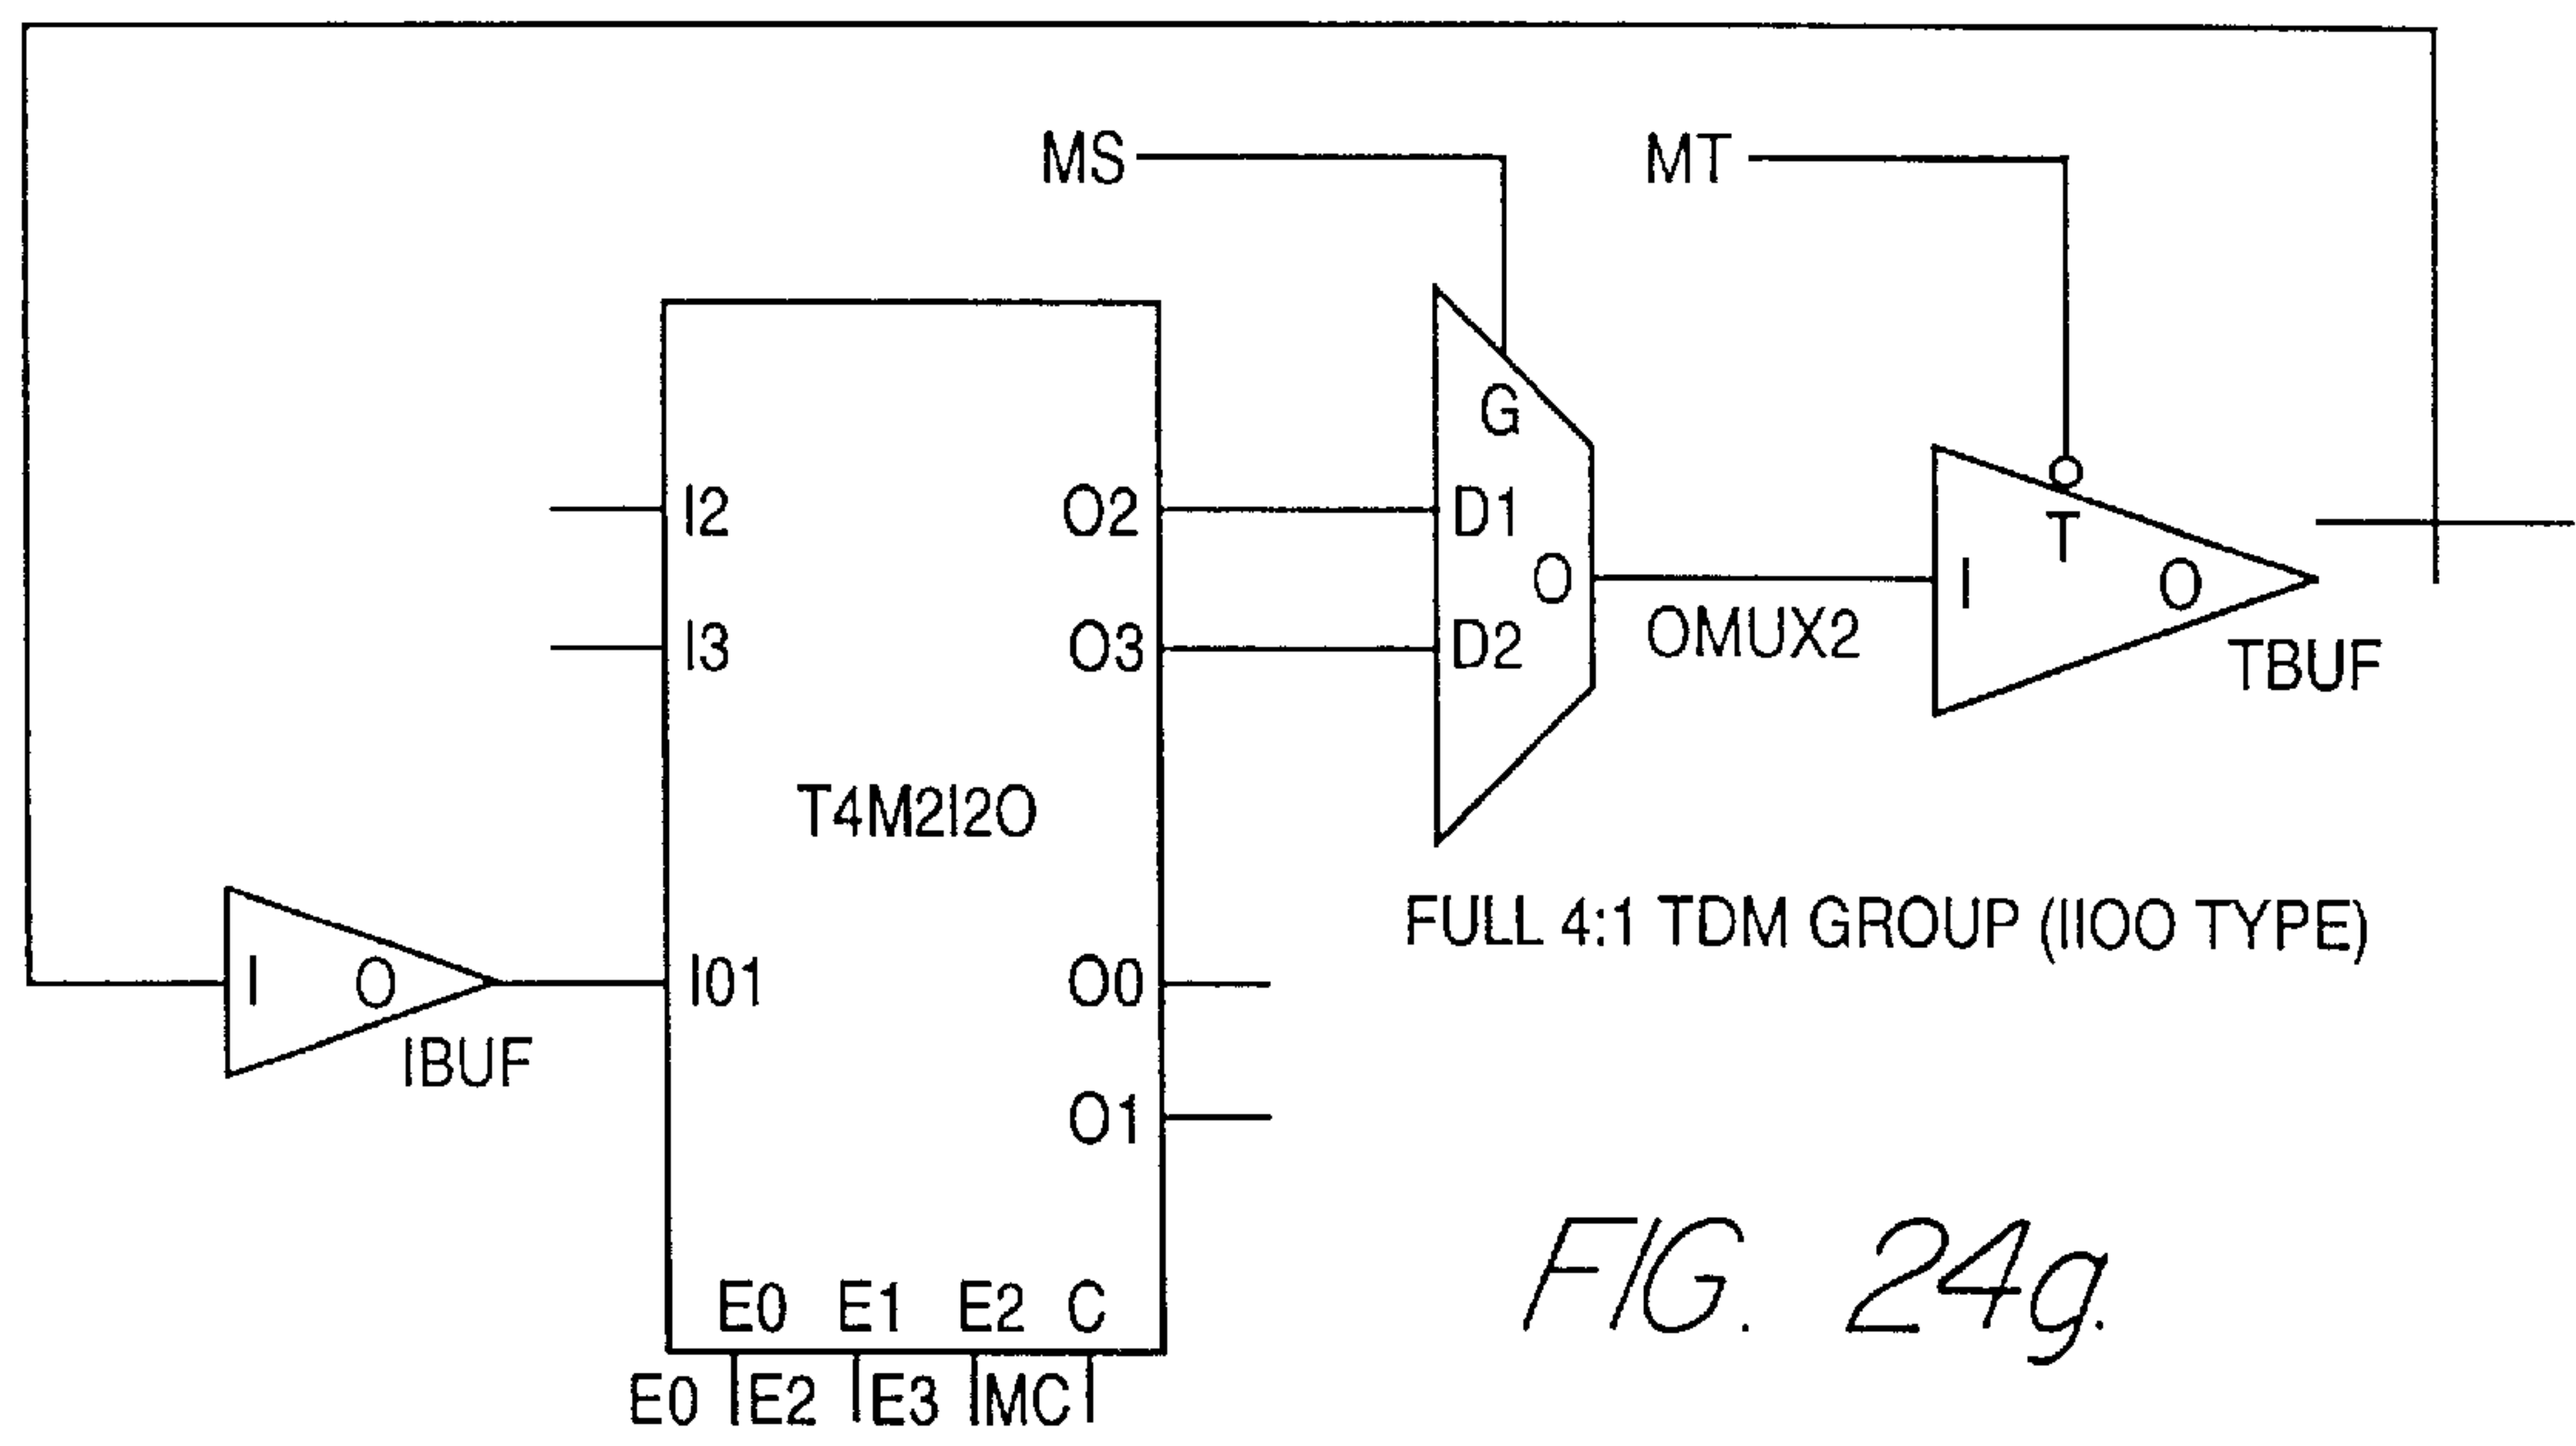 MS
MT
G
I2
O2
D1
T
I
O
O
I3
O3
D2
OMUX2
TBUF
T4M2I2O
FULL 4:1 TDM GROUP (IIOO TYPE)
I
O
I01
O0
IBUF
O1
E0 E1 E2 C
E0 E2 E3 MC
FIG. 24g.